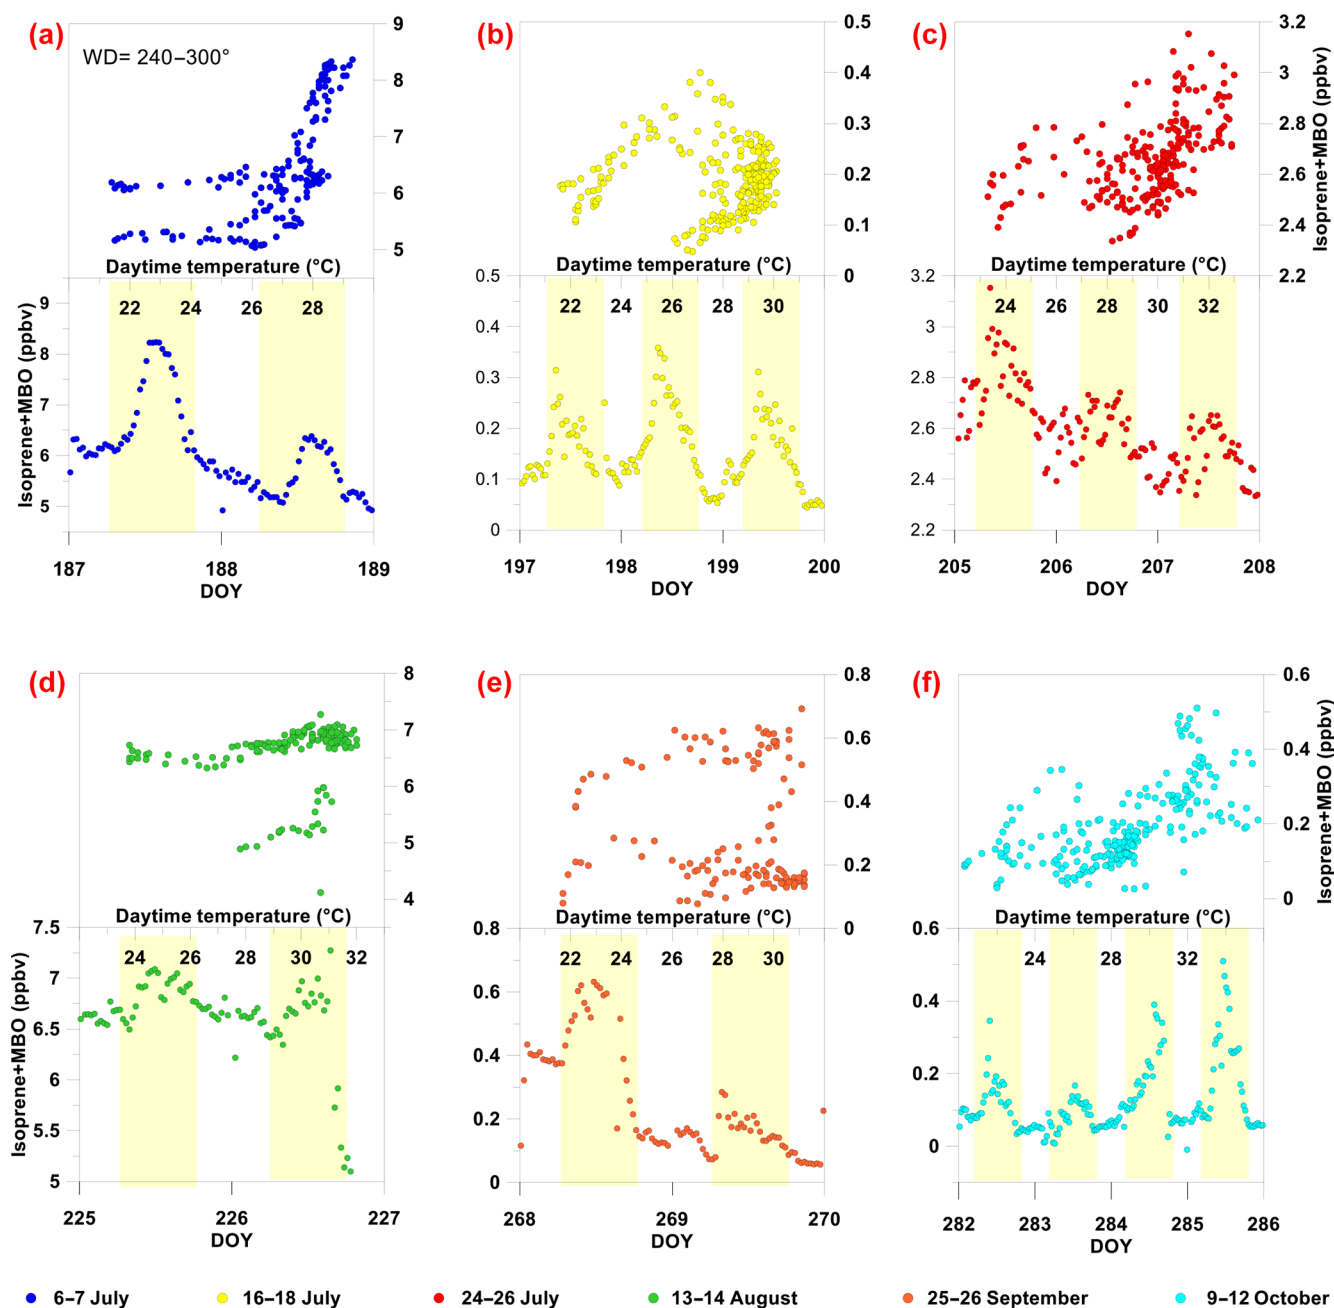 (a)
WD= 240–300°
9
8
7
6
5
Daytime temperature (°C)
22 24 26 28
Isoprene+MBO (ppbv)
9
8
7
6
5
187 188 189
DOY
(b)
0.5
0.4
0.3
0.2
0.1
0
Daytime temperature (°C)
22 24 26 28 30
0.5
0.4
0.3
0.2
0.1
0
197 198 199 200
DOY
(c)
3.2
3
2.8
2.6
2.4
2.2
Isoprene+MBO (ppbv)
Daytime temperature (°C)
24 26 28 30 32
3.2
3
2.8
2.6
2.4
2.2
205 206 207 208
DOY
(d)
8
7
6
5
4
Daytime temperature (°C)
24 26 28 30 32
Isoprene+MBO (ppbv)
7.5
7
6.5
6
5.5
5
225 226 227
DOY
(e)
0.8
0.6
0.4
0.2
0
Daytime temperature (°C)
22 24 26 28 30
0.8
0.6
0.4
0.2
0
268 269 270
DOY
(f)
0.6
0.4
0.2
0
Isoprene+MBO (ppbv)
Daytime temperature (°C)
24 28 32
0.6
0.4
0.2
0
282 283 284 285 286
DOY
6–7 July
16–18 July
24–26 July
13–14 August
25–26 September
9–12 October